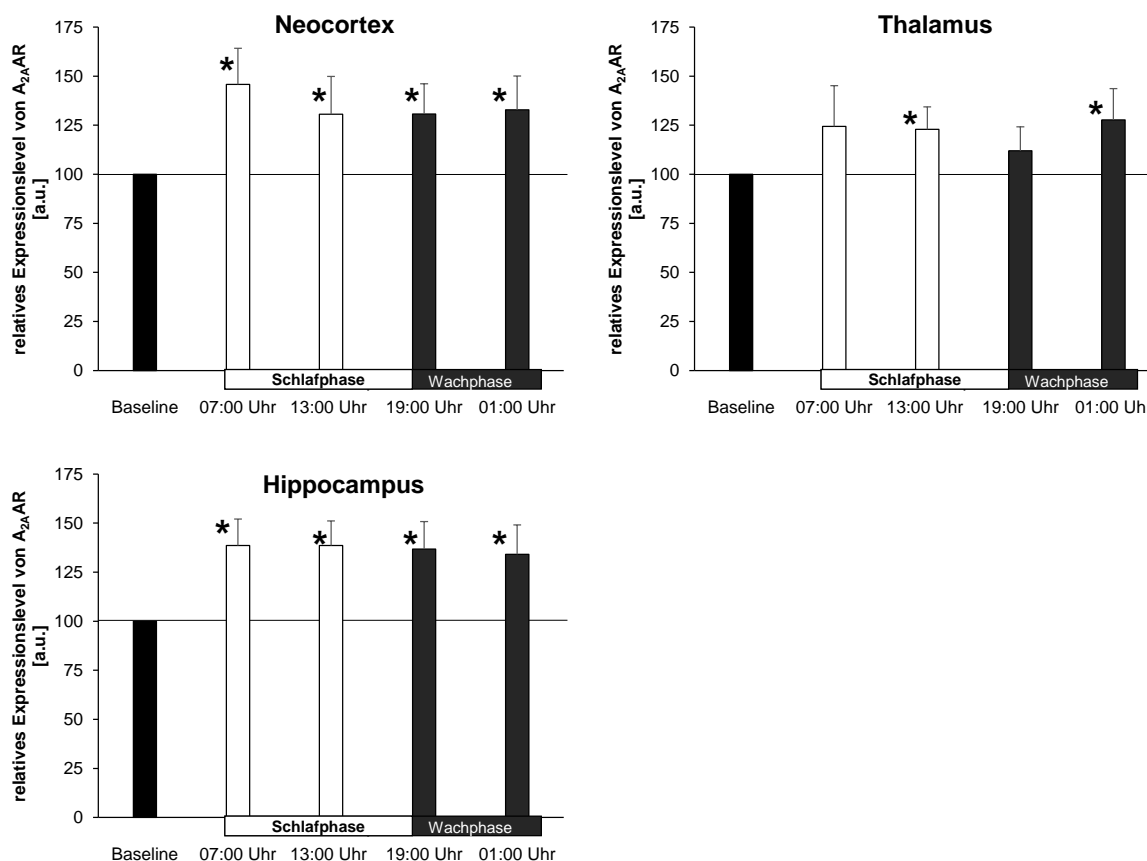 Neocortex
relatives Expressionslevel von A2AAR
[a.u.]
175
150
125
100
75
50
25
0
*
*
*
*
Schlafphase
Wachphase
Baseline 07:00 Uhr 13:00 Uhr 19:00 Uhr 01:00 Uhr
Thalamus
relatives Expressionslevel von A2AAR
[a.u.]
175
150
125
100
75
50
25
0
*
*
Schlafphase
Wachphase
Baseline 07:00 Uhr 13:00 Uhr 19:00 Uhr 01:00 Uh
Hippocampus
relatives Expressionslevel von A2AAR
[a.u.]
175
150
125
100
75
50
25
0
*
*
*
*
Schlafphase
Wachphase
Baseline 07:00 Uhr 13:00 Uhr 19:00 Uhr 01:00 Uhr